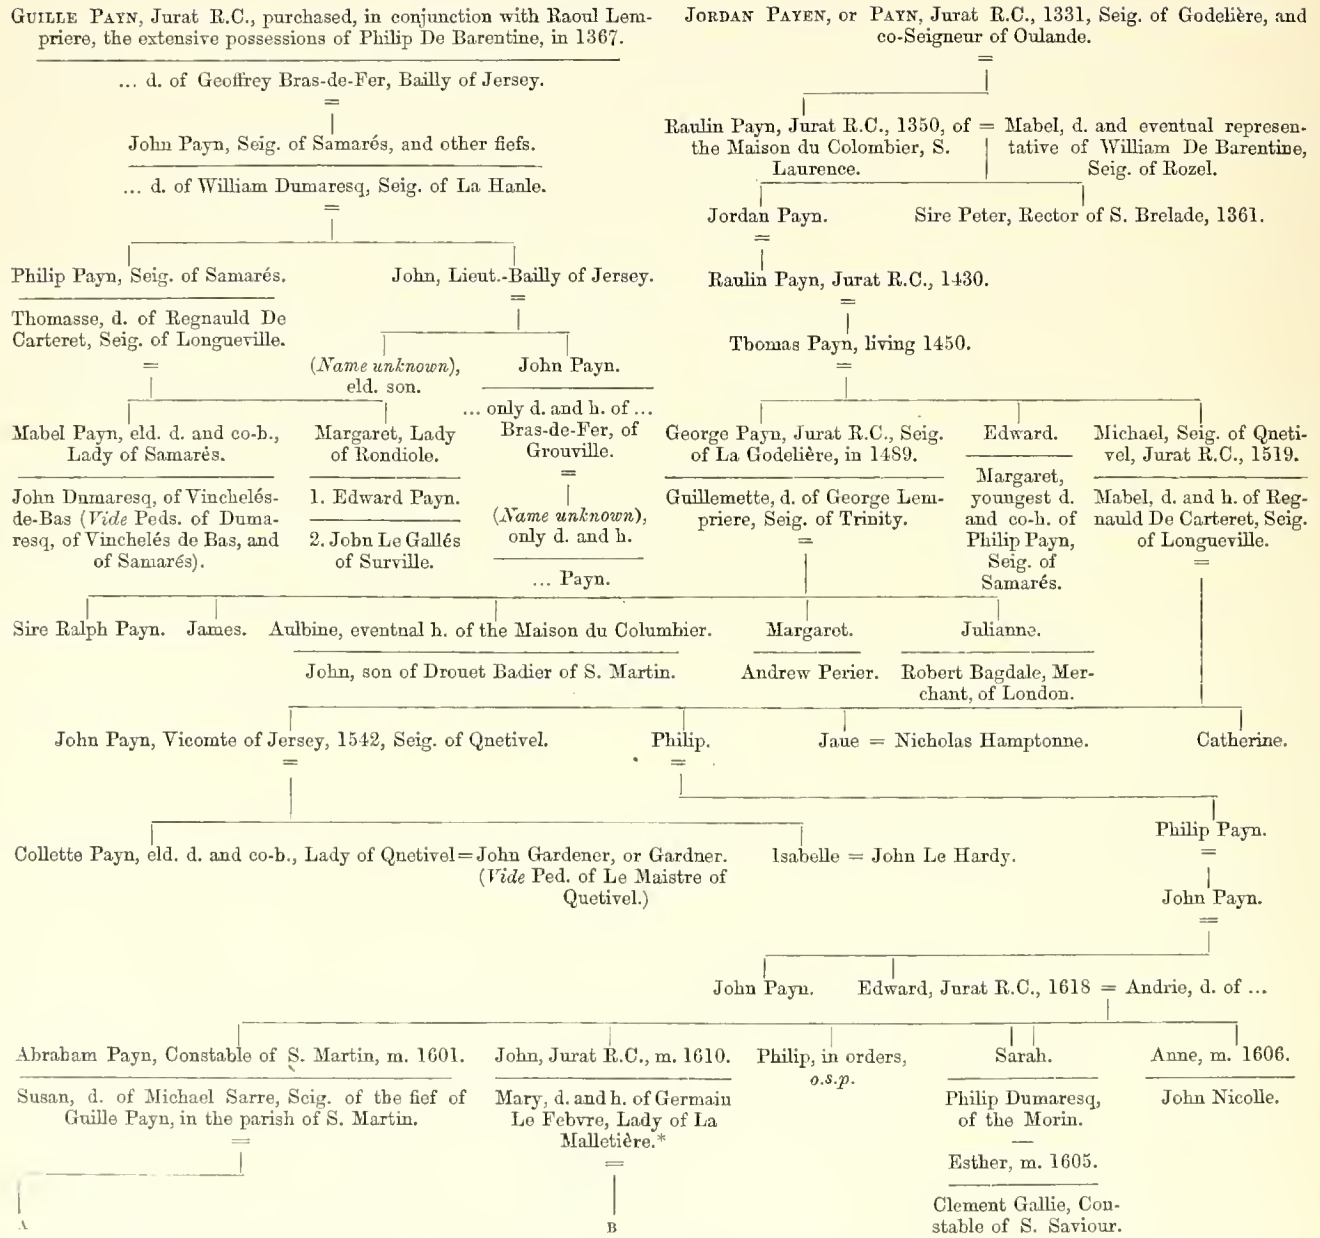 GUILLE PAYN, Jurat R.C., purchased, in conjunction with Raoul Lem-
priere, the extensive possessions of Philip De Barentine, in 1367.
... d. of Geoffrey Bras-de-Fer, Bailly of Jersey.
=
John Payn, Seig. of Samarés, and other fiefs.
... d. of William Dumaresq, Seig. of La Hanle.
=
JORDAN PAYEN, or PAYN, Jurat R.C., 1331, Seig. of Godelière, and
co-Seigneur of Oulande.
=
Raulin Payn, Jurat R.C., 1350, of
the Maison du Colombier, S.
Laurence.
= Mabel, d. and eventnal represen-
tative of William De Barentine,
Seig. of Rozel.
Jordan Payn.
=
Sire Peter, Rector of S. Brelade, 1361.
Raulin Payn, Jurat R.C., 1430.
=
Thomas Payn, living 1450.
=
Philip Payn, Seig. of Samarés.
Thomasse, d. of Regnauld De
Carteret, Seig. of Longueville.
=
John, Lieut.-Bailly of Jersey.
=
(Name unknown),
eld. son.
John Payn.
... only d. and h. of ...
Bras-de-Fer, of
Grouville.
=
(Name unknown),
only d. and h.
... Payn.
Mabel Payn, eld. d. and co-h.,
Lady of Samarés.
John Dumaresq, of Vinchelés-
de-Bas (Vide Peds. of Duma-
resq, of Vinchelés de Bas, and
of Samarés).
Margaret, Lady
of Rondiole.
1. Edward Payn.
2. John Le Gallés
of Surville.
George Payn, Jurat R.C., Seig.
of La Godelière, in 1489.
Guillemette, d. of George Lem-
priere, Seig. of Trinity.
=
Edward.
Margaret,
youngest d.
and co-h. of
Philip Payn,
Seig. of
Samarés.
Michael, Seig. of Qneti-
vel, Jurat R.C., 1519.
Mabel, d. and h. of Reg-
nauld De Carteret, Seig.
of Longueville.
=
Sire Ralph Payn.
James.
Aulbine, eventnal h. of the Maison du Columbier.
John, son of Drouet Badier of S. Martin.
Margaret.
Andrew Perier.
Julianne.
Robert Bagdale, Mer-
chant, of London.
John Payn, Vicomte of Jersey, 1542, Seig. of Qnetivel.
=
Philip.
=
Jaue = Nicholas Hamptonne.
Catherine.
Collette Payn, eld. d. and co-h., Lady of Qnetivel=John Gardener, or Gardner.
(Vide Ped. of Le Maistre of
Quetivel.)
Isabelle = John Le Hardy.
Philip Payn.
=
John Payn.
=
John Payn.
Edward, Jurat R.C., 1618 = Andrie, d. of ...
Abraham Payn, Constable of S. Martin, m. 1601.
Susan, d. of Michael Sarre, Seig. of the fief of
Guille Payn, in the parish of S. Martin.
=
A
John, Jurat R.C., m. 1610.
Mary, d. and h. of Germain
Le Febvre, Lady of La
Malletière.*
=
B
Philip, in orders,
o.s.p.
Sarah.
Philip Dumaresq,
of the Morin.
—
Esther, m. 1605.
Clement Gallie, Con-
stable of S. Saviour.
Anne, m. 1606.
John Nicolle.